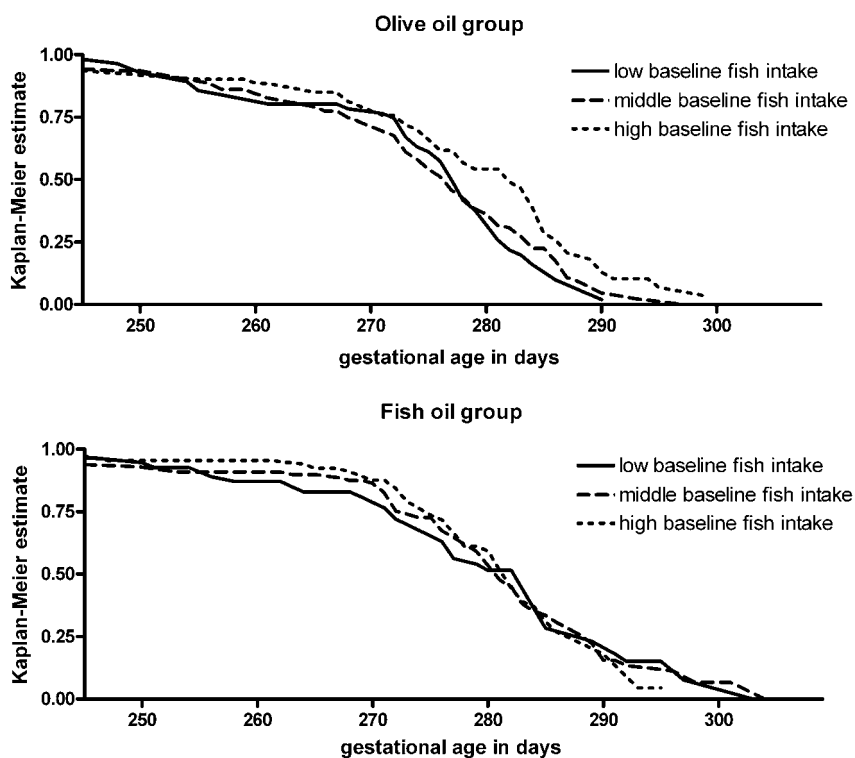 Olive oil group
Kaplan-Meier estimate
1.00
0.75
0.50
0.25
0.00
low baseline fish intake
middle baseline fish intake
high baseline fish intake
250 260 270 280 290 300
gestational age in days
Fish oil group
Kaplan-Meier estimate
1.00
0.75
0.50
0.25
0.00
low baseline fish intake
middle baseline fish intake
high baseline fish intake
250 260 270 280 290 300
gestational age in days